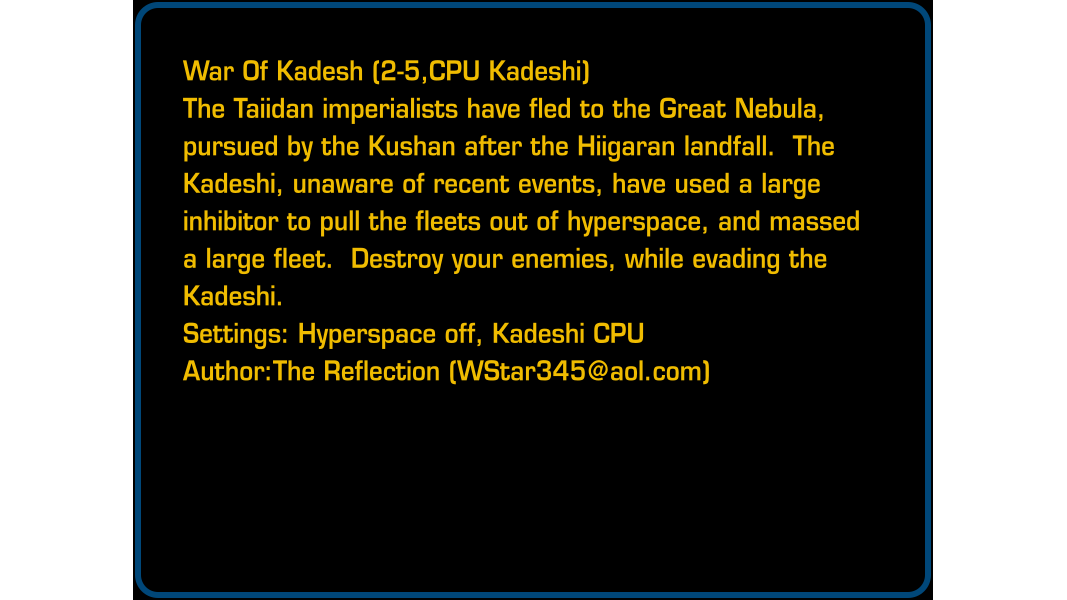 War Of Kadesh (2-5,CPU Kadeshi)
The Taiidan imperialists have fled to the Great Nebula,
pursued by the Kushan after the Hiigaran landfall.  The
Kadeshi, unaware of recent events, have used a large
inhibitor to pull the fleets out of hyperspace, and massed
a large fleet.  Destroy your enemies, while evading the
Kadeshi.
Settings: Hyperspace off, Kadeshi CPU
Author:The Reflection (WStar345@aol.com)